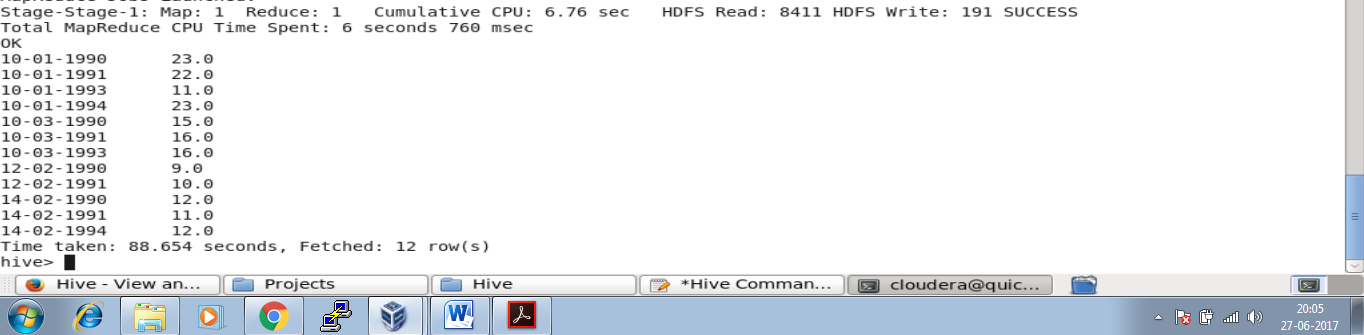 Stage-Stage-1: Map: 1  Reduce: 1   Cumulative CPU: 6.76 sec   HDFS Read: 8411 HDFS Write: 191 SUCCESS
Total MapReduce CPU Time Spent: 6 seconds 760 msec
OK
10-01-1990	23.0
10-01-1991	22.0
10-01-1993	11.0
10-01-1994	23.0
10-03-1990	15.0
10-03-1991	16.0
10-03-1993	16.0
12-02-1990	9.0
12-02-1991	10.0
14-02-1990	12.0
14-02-1991	11.0
14-02-1994	12.0
Time taken: 88.654 seconds, Fetched: 12 row(s)
hive>
Hive - View an... Projects Hive *Hive Comman... cloudera@quic...
20:05
27-06-2017